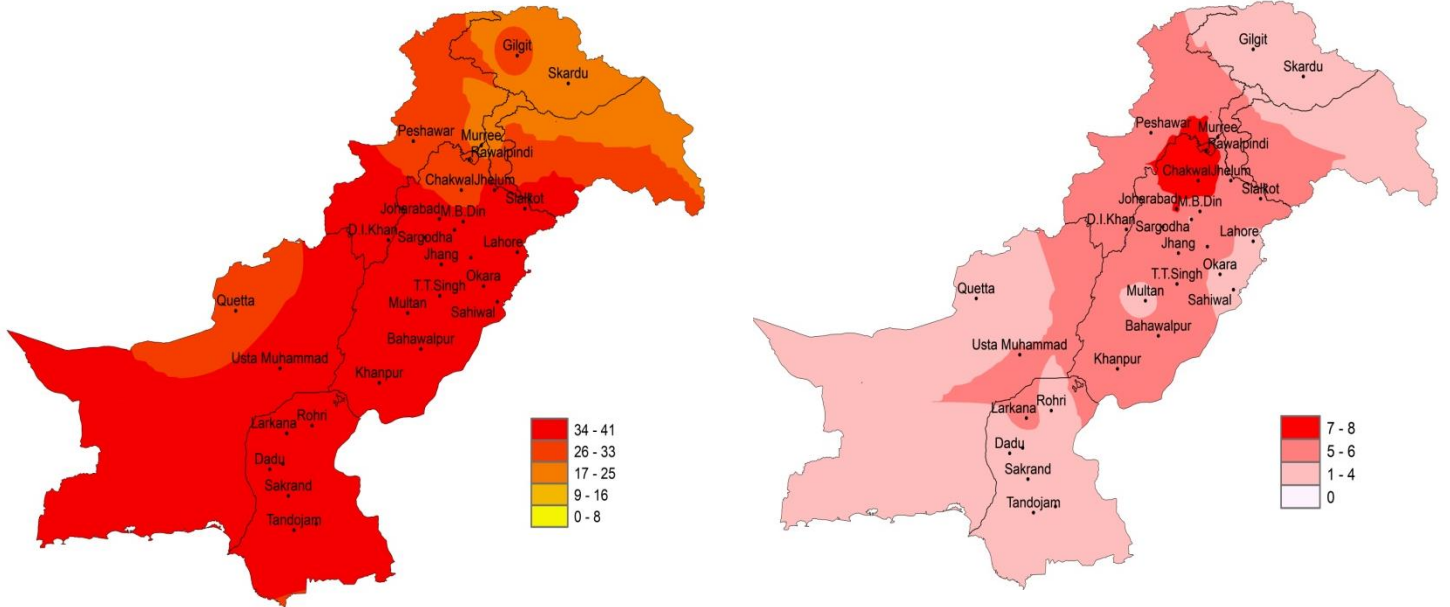 Gilgit
Skardu
Peshawar
Murree
Rawalpindi
Chakwal
Jhelum
Sialkot
Joherabad
M.B.Din
D.I.Khan
Sargodha
Lahore
Jhang
Okara
T.T.Singh
Quetta
Multan
Sahiwal
Bahawalpur
Usta Muhammad
Khanpur
Rohri
Larkana
Dadu
Sakrand
Tandojam
34 - 41
26 - 33
17 - 25
9 - 16
0 - 8
Gilgit
Skardu
Peshawar
Murree
Rawalpindi
Chakwal
Jhelum
Sialkot
Joherabad
M.B.Din
D.I.Khan
Sargodha
Lahore
Jhang
Okara
T.T.Singh
Quetta
Multan
Sahiwal
Bahawalpur
Usta Muhammad
Khanpur
Rohri
Larkana
Dadu
Sakrand
Tandojam
7 - 8
5 - 6
1 - 4
0